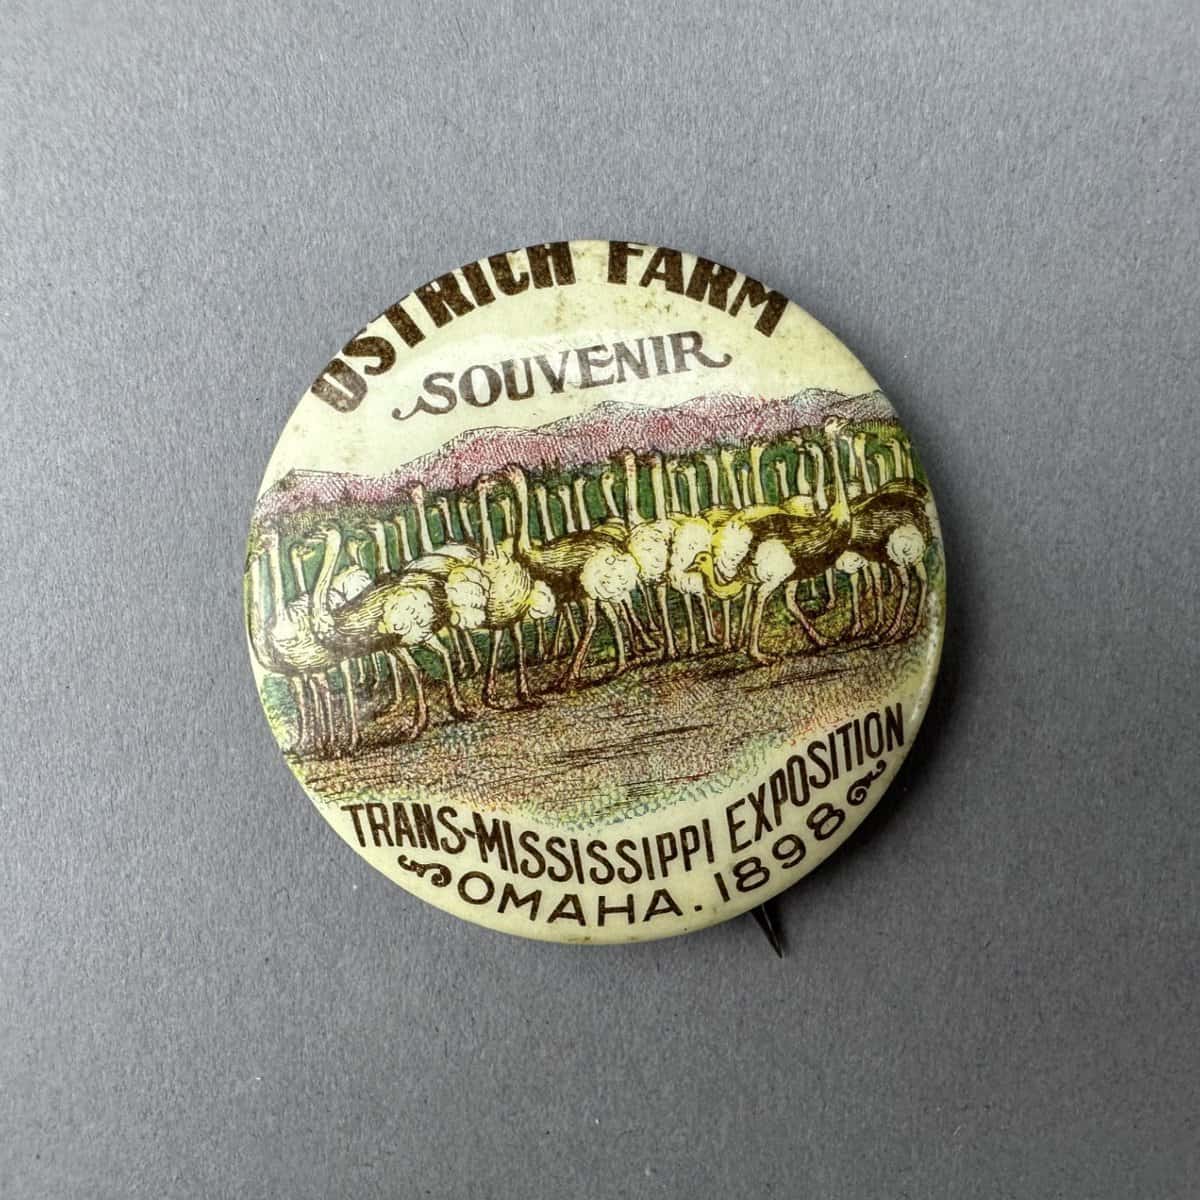 OSTRICH FARM
SOUVENIR
TRANS-MISSISSIPPI EXPOSITION
OMAHA. 1898